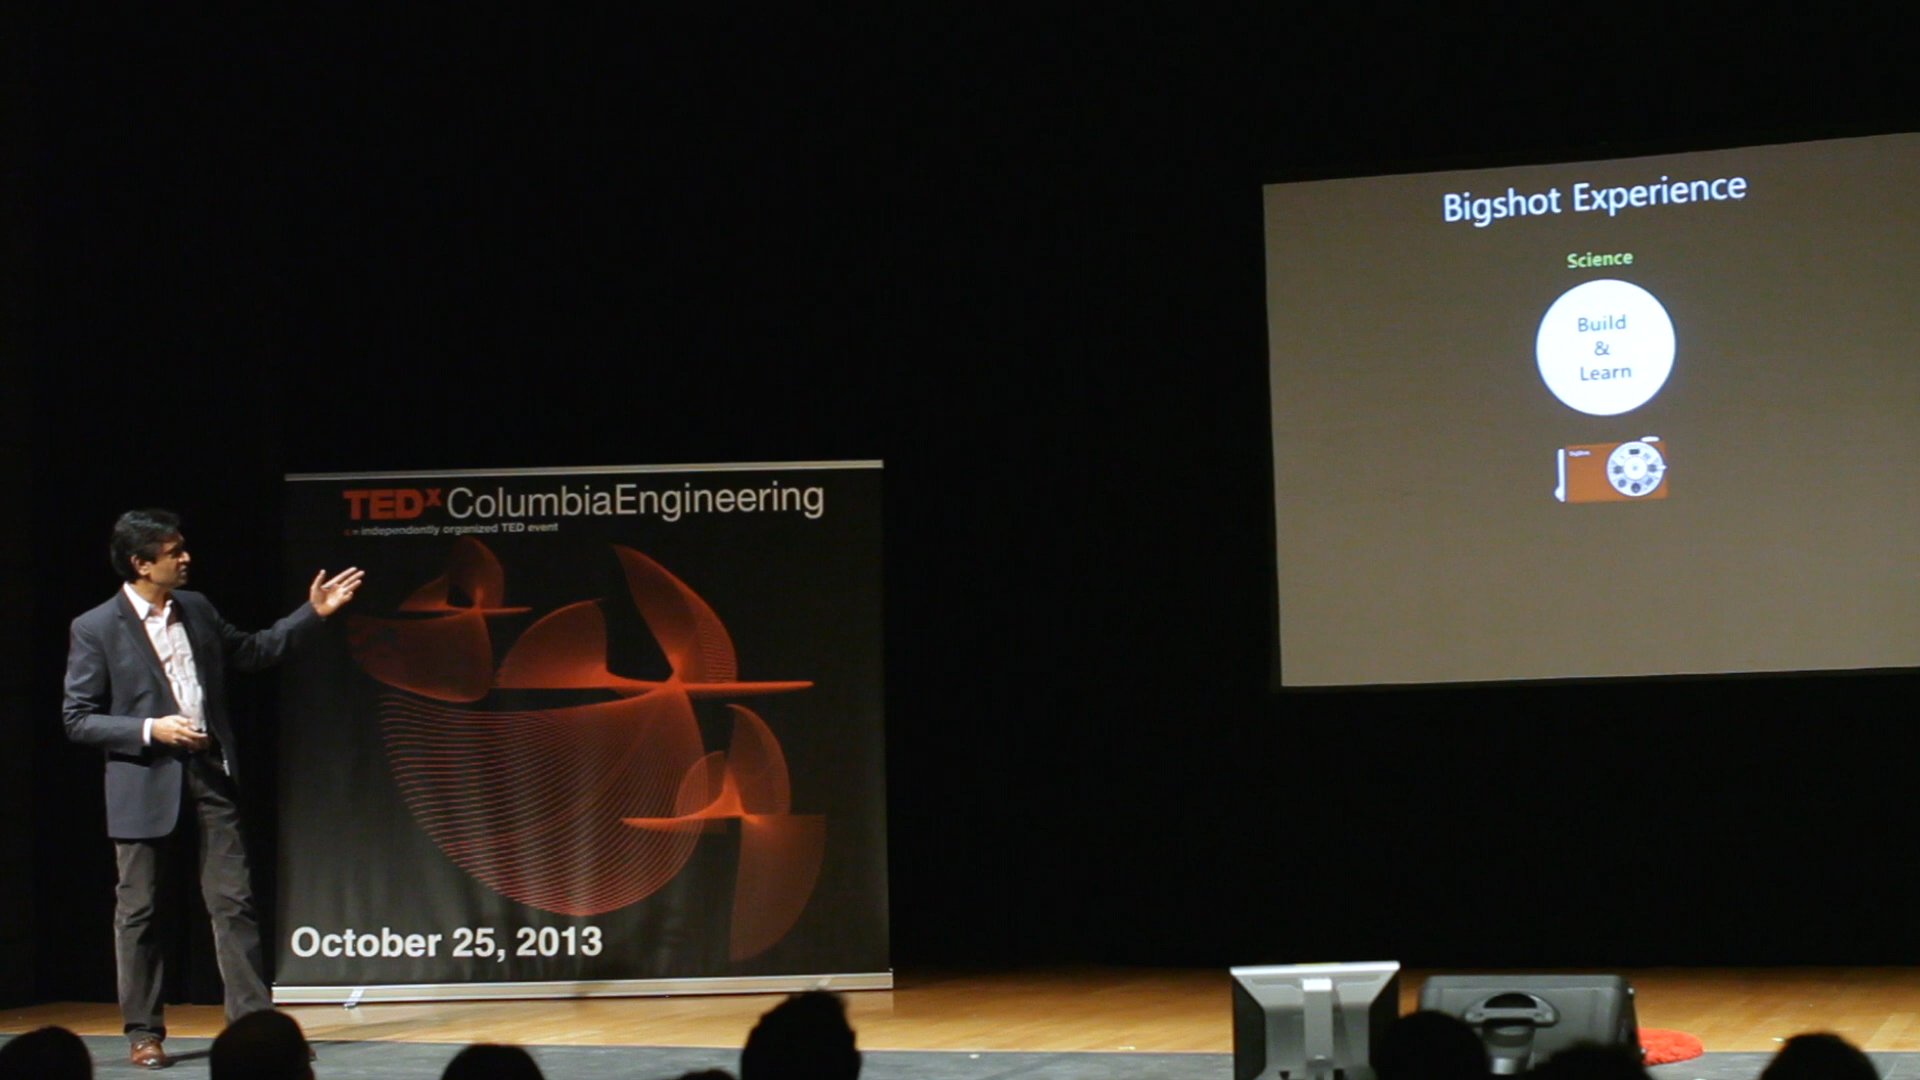 TEDx ColumbiaEngineering
x = independently organized TED event
October 25, 2013
Bigshot Experience
Science
Build
&
Learn